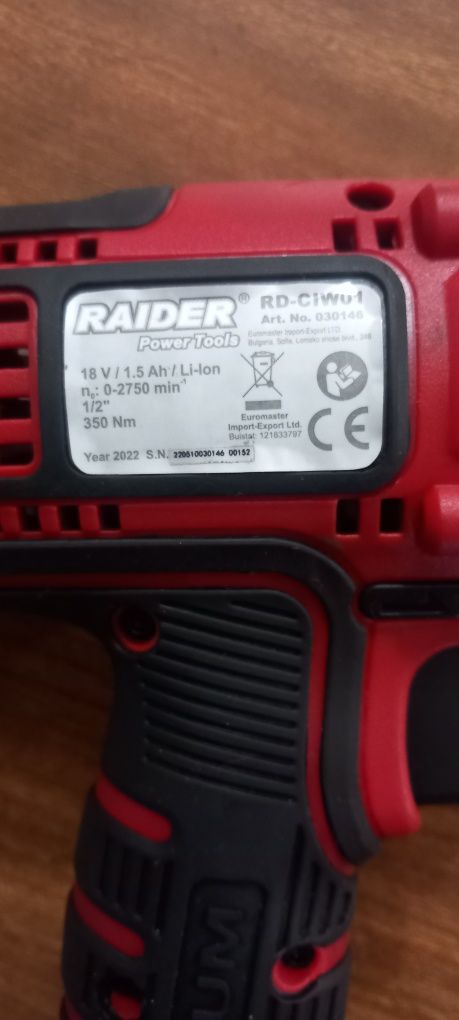 RAIDER® RD-CIW01
Power Tools Art. No. 030146
Euromaster Import-Export LTD.
Bulgaria, Sofia, Lomsko shose blvd., 246
18 V / 1.5 Ah / Li-Ion
n₀: 0-2750 min⁻¹
1/2"
350 Nm
Euromaster
Import-Export Ltd.
Bulstat: 121833797
CE
Year 2022 S.N. 220510030146 00152
UM